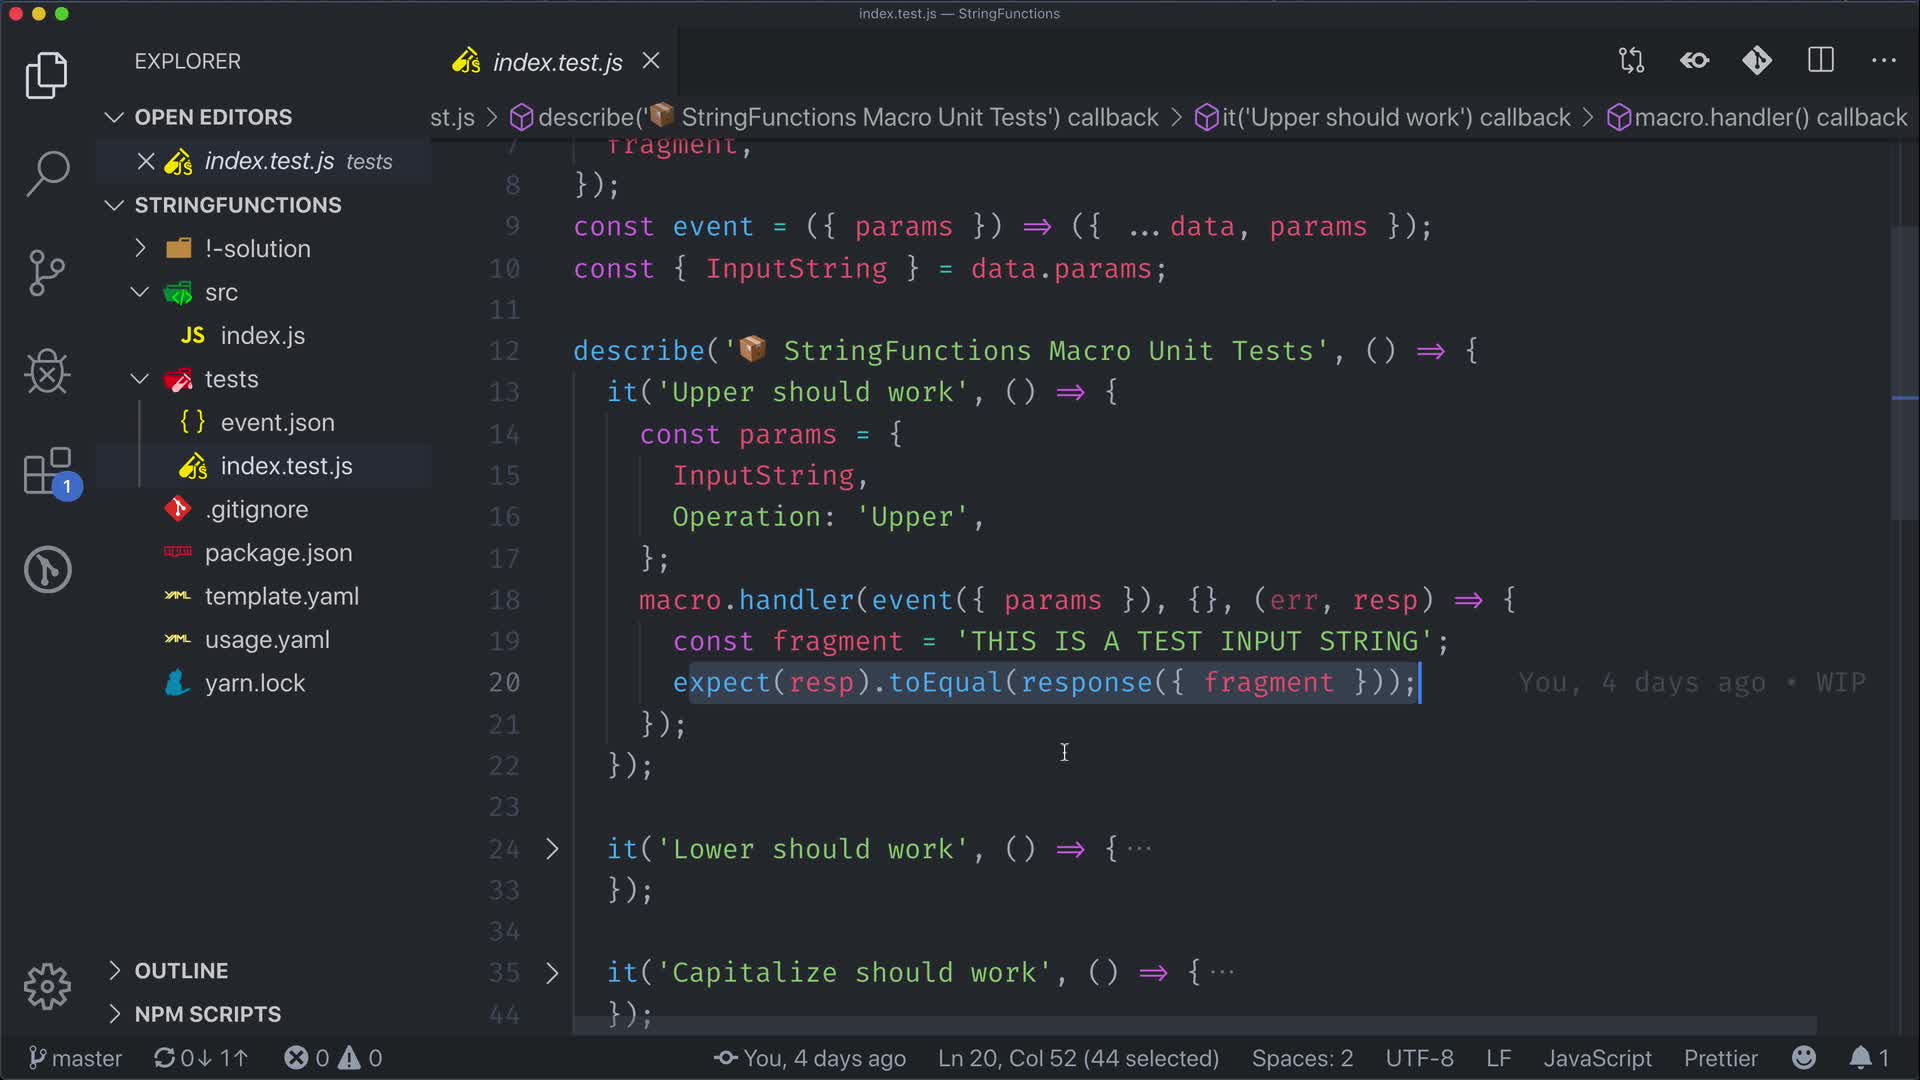 index.test.js — StringFunctions
EXPLORER
index.test.js
OPEN EDITORS
index.test.js tests
STRINGFUNCTIONS
!-solution
src
JS index.js
tests
{} event.json
index.test.js
.gitignore
package.json
YAML template.yaml
YAML usage.yaml
yarn.lock
OUTLINE
NPM SCRIPTS
1
st.js > describe('📦 StringFunctions Macro Unit Tests') callback > it('Upper should work') callback > macro.handler() callback
7 fragment,
8 });
9 const event = ({ params }) => ({ ...data, params });
10 const { InputString } = data.params;
11
12 describe('📦 StringFunctions Macro Unit Tests', () => {
13 it('Upper should work', () => {
14 const params = {
15 InputString,
16 Operation: 'Upper',
17 };
18 macro.handler(event({ params }), {}, (err, resp) => {
19 const fragment = 'THIS IS A TEST INPUT STRING';
20 expect(resp).toEqual(response({ fragment })); You, 4 days ago • WIP
21 });
22 });
23
24 > it('Lower should work', () => { ···
33 });
34
35 > it('Capitalize should work', () => { ···
44 });
master 0↓ 1↑ 0 0 You, 4 days ago Ln 20, Col 52 (44 selected) Spaces: 2 UTF-8 LF JavaScript Prettier 1